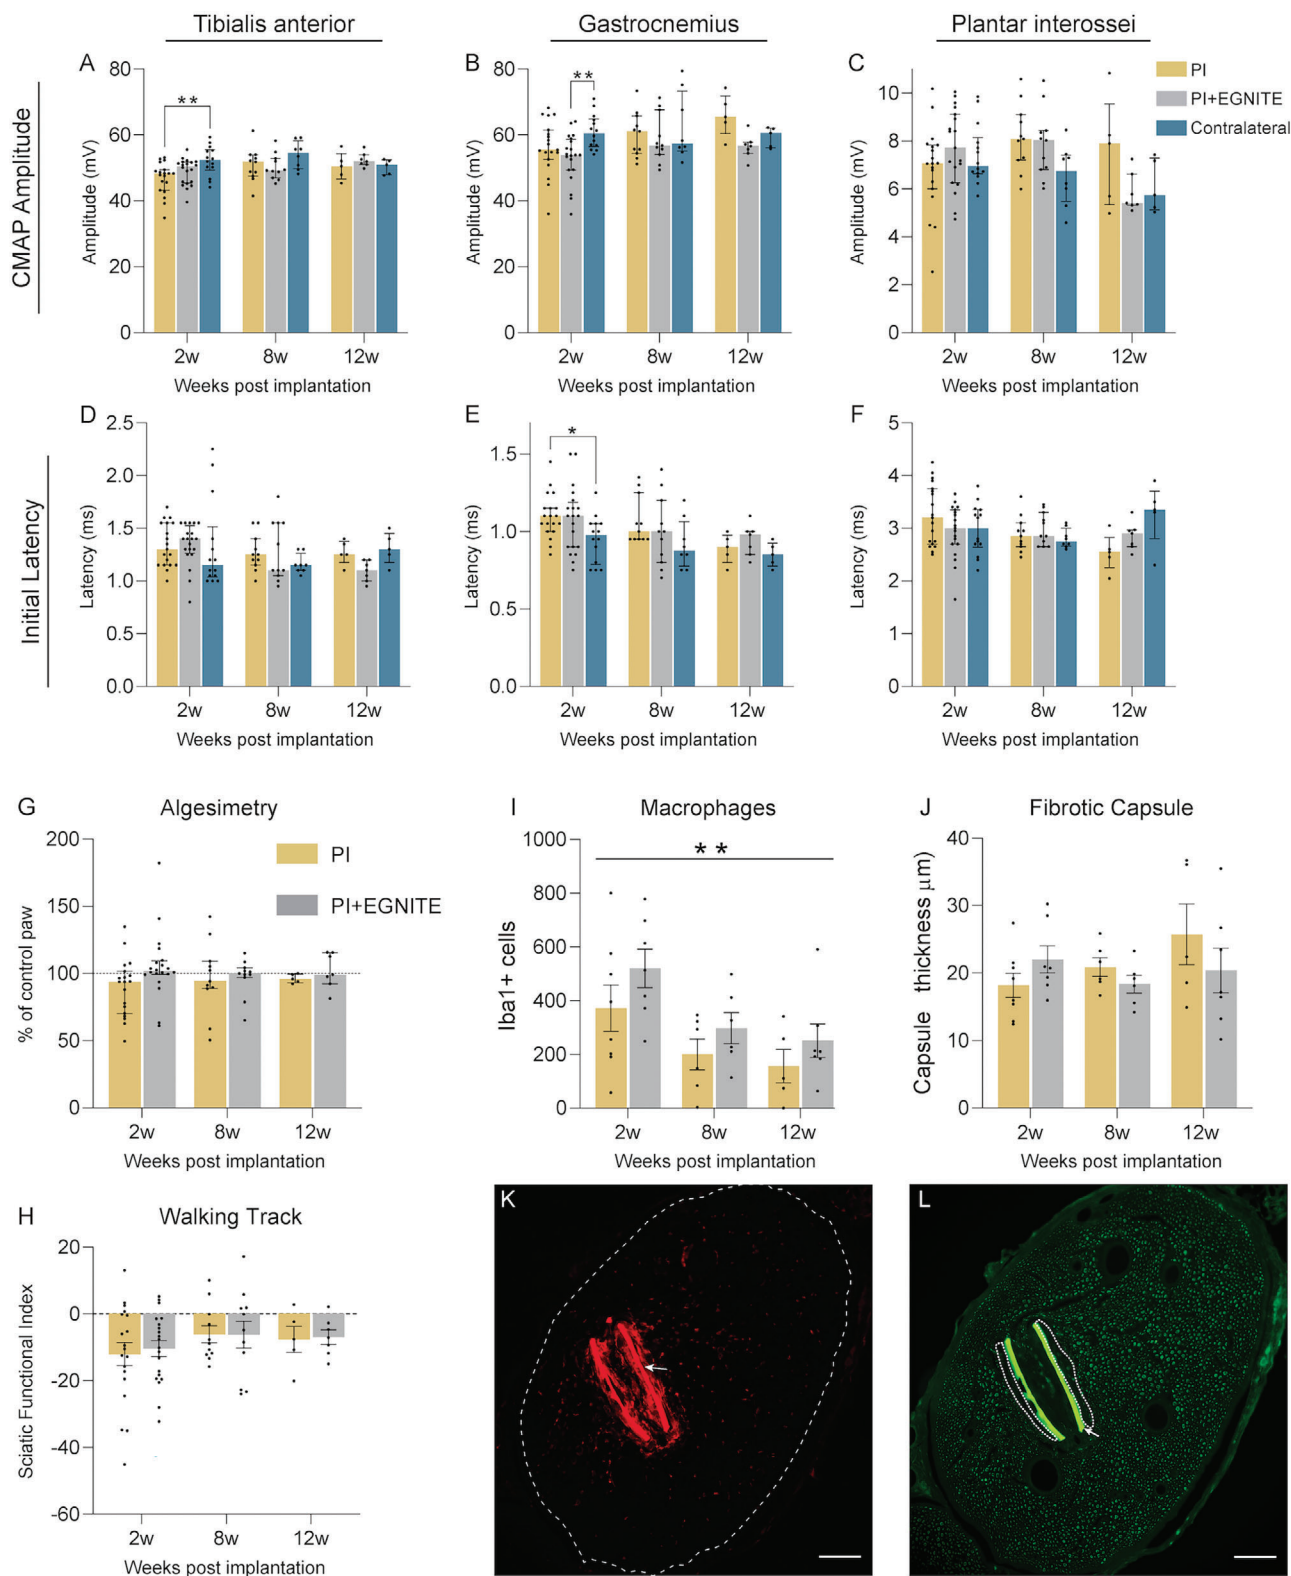 Tibialis anterior
Gastrocnemius
Plantar interossei
PI
PI+EGNITE
Contralateral
CMAP Amplitude
A
Amplitude (mV)
80
60
40
20
0
**
2w
8w
12w
Weeks post implantation
B
Amplitude (mV)
80
60
40
20
0
**
2w
8w
12w
Weeks post implantation
C
Amplitude (mV)
10
8
6
4
2
0
2w
8w
12w
Weeks post implantation
Initial Latency
D
Latency (ms)
2.5
2.0
1.5
1.0
0.5
0.0
2w
8w
12w
Weeks post implantation
E
Latency (ms)
1.5
1.0
0.5
0.0
*
2w
8w
12w
Weeks post implantation
F
Latency (ms)
5
4
3
2
1
0
2w
8w
12w
Weeks post implantation
G
Algesimetry
% of control paw
200
150
100
50
0
PI
PI+EGNITE
2w
8w
12w
Weeks post implantation
I
Macrophages
Iba1+ cells
1000
800
600
400
200
0
**
2w
8w
12w
Weeks post implantation
J
Fibrotic Capsule
Capsule thickness μm)
40
30
20
10
0
2w
8w
12w
Weeks post implantation
H
Walking Track
Sciatic Functional Index
20
0
-20
-40
-60
2w
8w
12w
Weeks post implantation
K
L